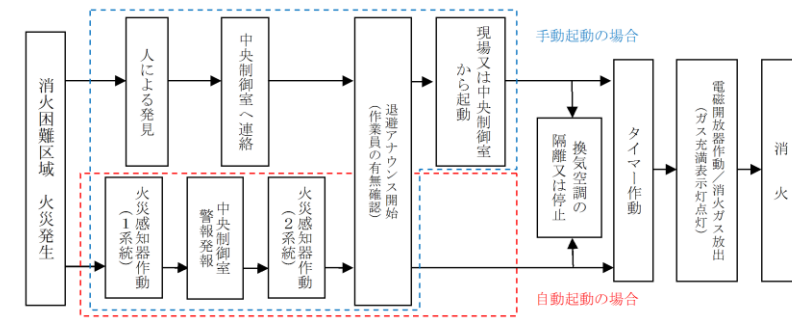 手動起動の場合
消火困難区域　火災発生
人による発見
中央制御室へ連絡
退避アナウンス開始
(作業員の有無確認)
現場又は中央制御室
から起動
換気空調の
隔離又は停止
タイマー作動
電磁開放器作動／消火ガス放出
(ガス充満表示灯点灯)
消　火
火災感知器作動
(1系統)
中央制御室
警報発報
火災感知器作動
(2系統)
自動起動の場合